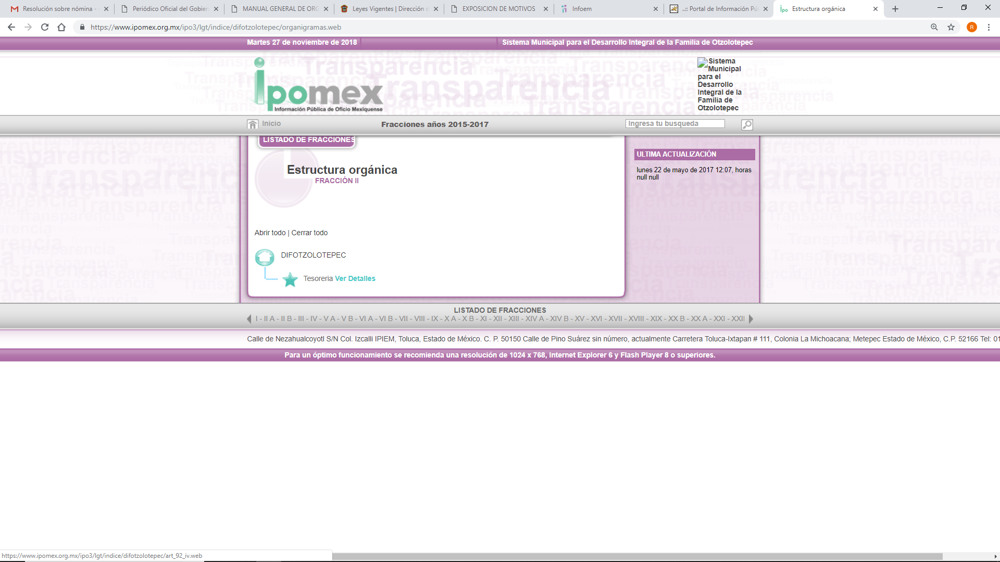 Resolución sobre nómina -
Periódico Oficial del Gobier
MANUAL GENERAL DE ORG
Leyes Vigentes | Dirección d
EXPOSICION DE MOTIVOS
Infoem
..:: Portal de Información Pú
Estructura orgánica
https://www.ipomex.org.mx/ipo3/lgt/indice/difotzolotepec/organigramas.web
R
Martes 27 de noviembre de 2018
Sistema Municipal para el Desarrollo Integral de la Familia de Otzolotepec
ipomex
Información Pública de Oficio Mexiquense
Transparencia
Sistema
Municipal
para el
Desarrollo
Integral de la
Familia de
Otzolotepec
Inicio
Fracciones años 2015-2017
Ingresa tu busqueda
LISTADO DE FRACCIONES
Estructura orgánica
FRACCIÓN II
ULTIMA ACTUALIZACIÓN
lunes 22 de mayo de 2017 12:07, horas
null null
Abrir todo | Cerrar todo
DIFOTZOLOTEPEC
Tesoreria Ver Detalles
LISTADO DE FRACCIONES
I - II A - II B - III - IV - V A - V B - VI A - VI B - VII - VIII - IX - X A - X B - XI - XII - XIII - XIV A - XIV B - XV - XVI - XVII - XVIII - XIX - XX B - XX A - XXI - XXII
Calle de Nezahualcoyotl S/N Col. Izcalli IPIEM, Toluca, Estado de México. C. P. 50150 Calle de Pino Suárez sin número, actualmente Carretera Toluca-Ixtapan # 111, Colonia La Michoacana; Metepec Estado de México, C.P. 52166 Tel: 01
Para un óptimo funcionamiento se recomienda una resolución de 1024 x 768, Internet Explorer 6 y Flash Player 8 o superiores.
https://www.ipomex.org.mx/ipo3/lgt/indice/difotzolotepec/art_92_iv.web